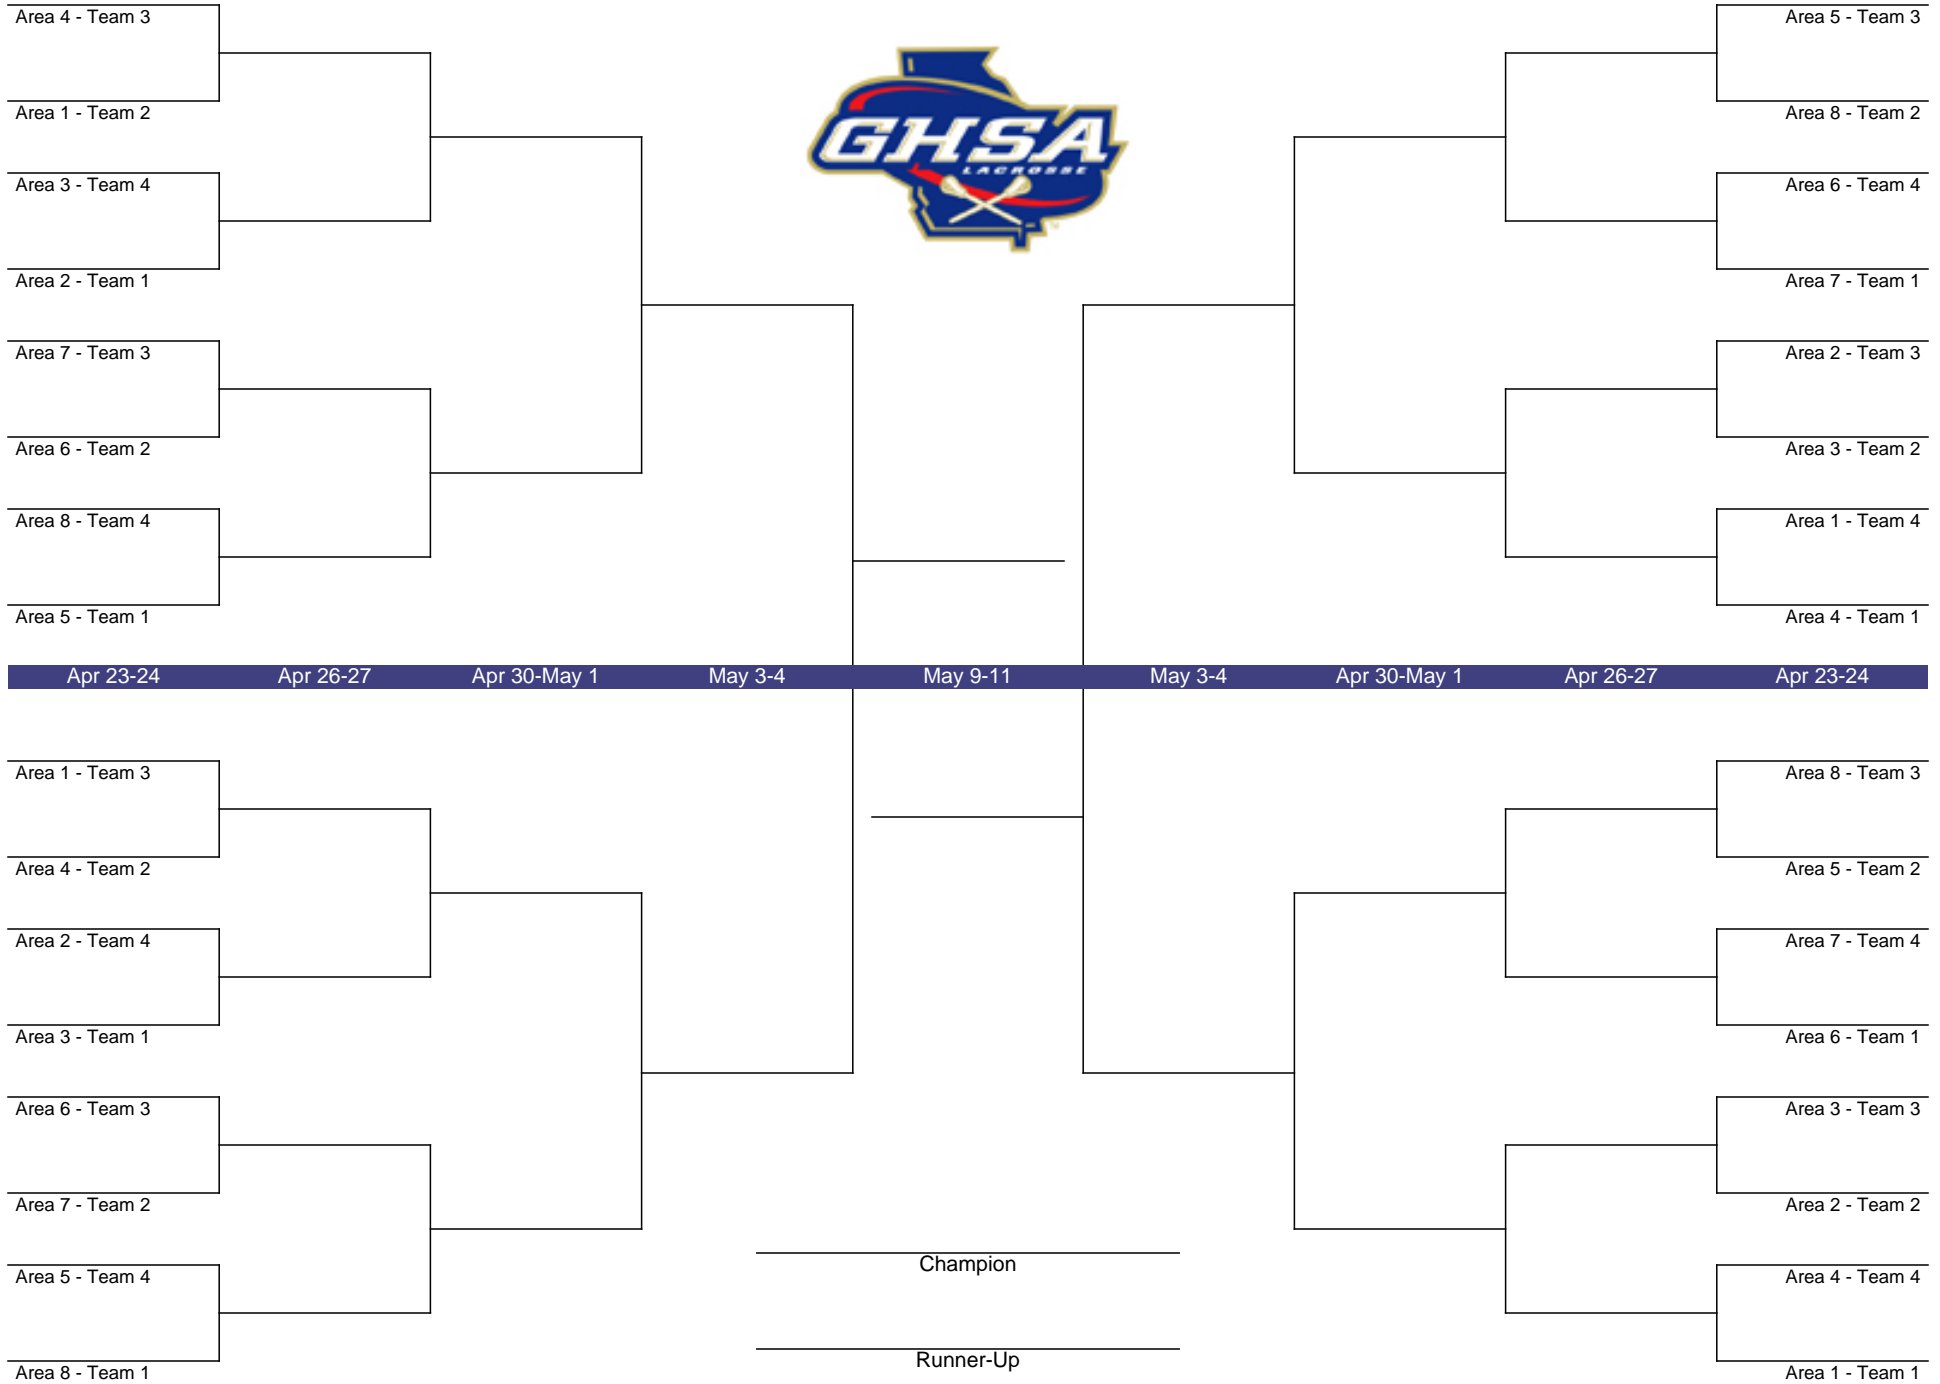 Area 4 - Team 3
Area 5 - Team 3
Area 1 - Team 2
Area 8 - Team 2
GHSA
LACROSSE
Area 3 - Team 4
Area 6 - Team 4
Area 2 - Team 1
Area 7 - Team 1
Area 7 - Team 3
Area 2 - Team 3
Area 6 - Team 2
Area 3 - Team 2
Area 8 - Team 4
Area 1 - Team 4
Area 5 - Team 1
Area 4 - Team 1
Apr 23-24 Apr 26-27 Apr 30-May 1 May 3-4 May 9-11 May 3-4 Apr 30-May 1 Apr 26-27 Apr 23-24
Area 1 - Team 3
Area 8 - Team 3
Area 4 - Team 2
Area 5 - Team 2
Area 2 - Team 4
Area 7 - Team 4
Area 3 - Team 1
Area 6 - Team 1
Area 6 - Team 3
Area 3 - Team 3
Area 7 - Team 2
Area 2 - Team 2
Champion
Area 5 - Team 4
Area 4 - Team 4
Runner-Up
Area 8 - Team 1
Area 1 - Team 1